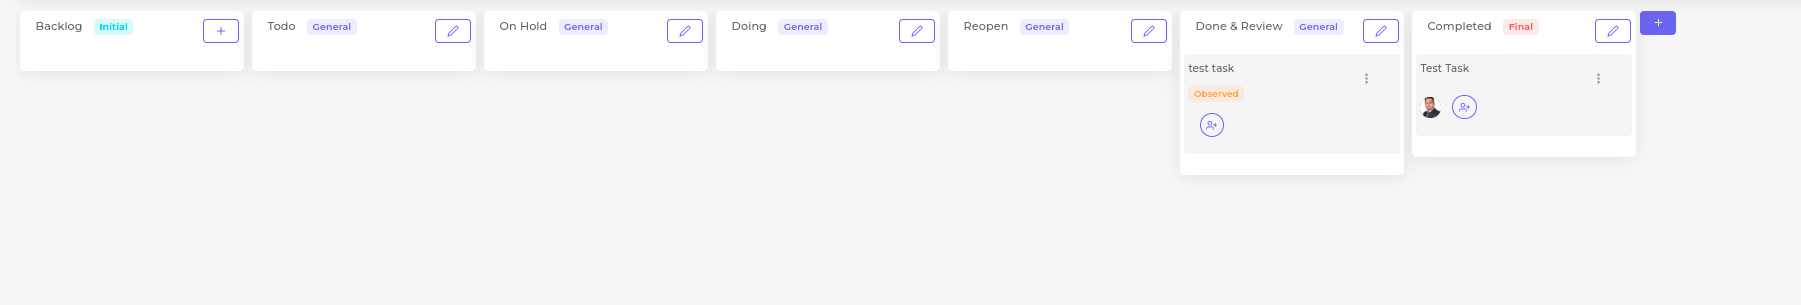 Backlog Initial
Todo General
On Hold General
Doing General
Reopen General
Done & Review General
test task
Observed
Completed Final
Test Task